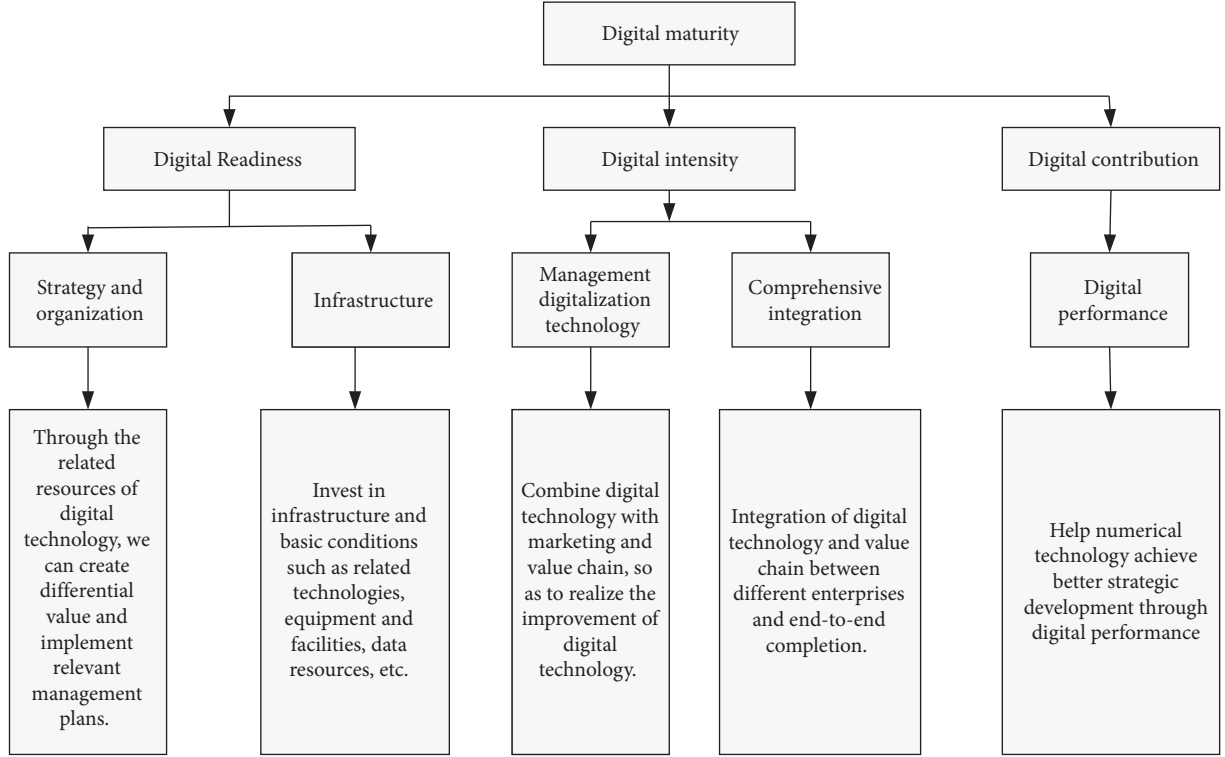 Digital maturity
Digital Readiness
Digital intensity
Digital contribution
Strategy and
organization
Infrastructure
Management
digitalization
technology
Comprehensive
integration
Digital
performance
Through the
related
resources of
digital
technology, we
can create
differential
value and
implement
relevant
management
plans.
Invest in
infrastructure and
basic conditions
such as related
technologies,
equipment and
facilities, data
resources, etc.
Combine digital
technology with
marketing and
value chain, so
as to realize the
improvement of
digital
technology.
Integration of digital
technology and value
chain between
different enterprises
and end-to-end
completion.
Help numerical
technology achieve
better strategic
development through
digital performance